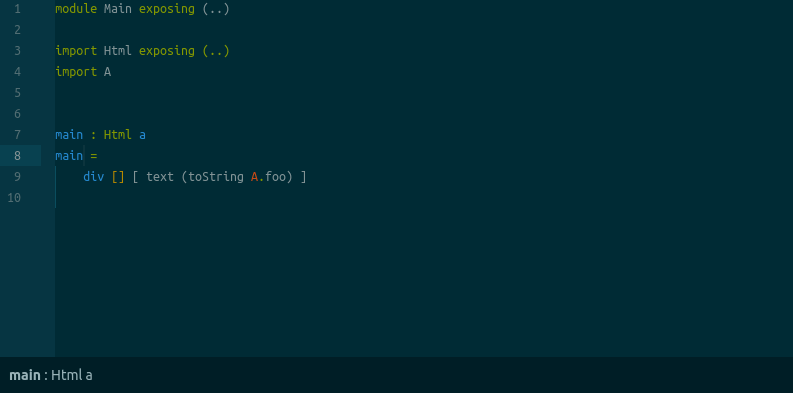 1 module Main exposing (..)
2
3 import Html exposing (..)
4 import A
5
6
7 main : Html a
8 main =
9 div [] [ text (toString A.foo) ]
10
main : Html a